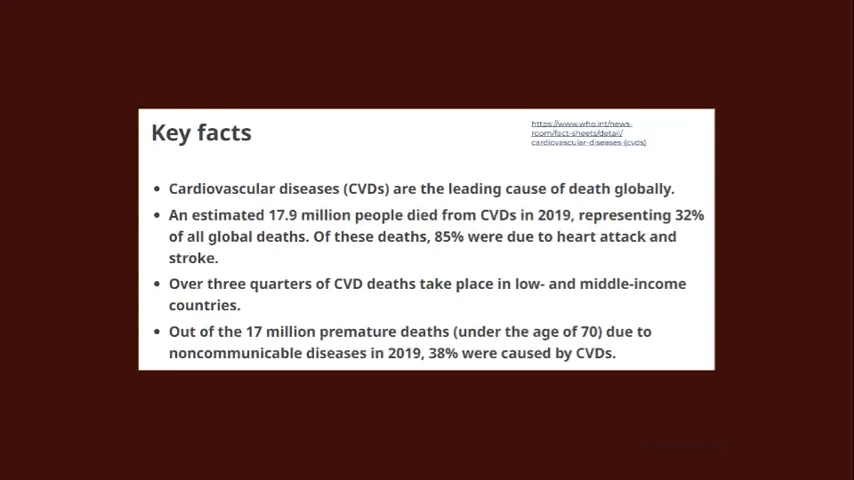 Key facts
https://www.who.int/news-
room/fact-sheets/detail/
cardiovascular-diseases-(cvds)
• Cardiovascular diseases (CVDs) are the leading cause of death globally.
• An estimated 17.9 million people died from CVDs in 2019, representing 32%
of all global deaths. Of these deaths, 85% were due to heart attack and
stroke.
• Over three quarters of CVD deaths take place in low- and middle-income
countries.
• Out of the 17 million premature deaths (under the age of 70) due to
noncommunicable diseases in 2019, 38% were caused by CVDs.